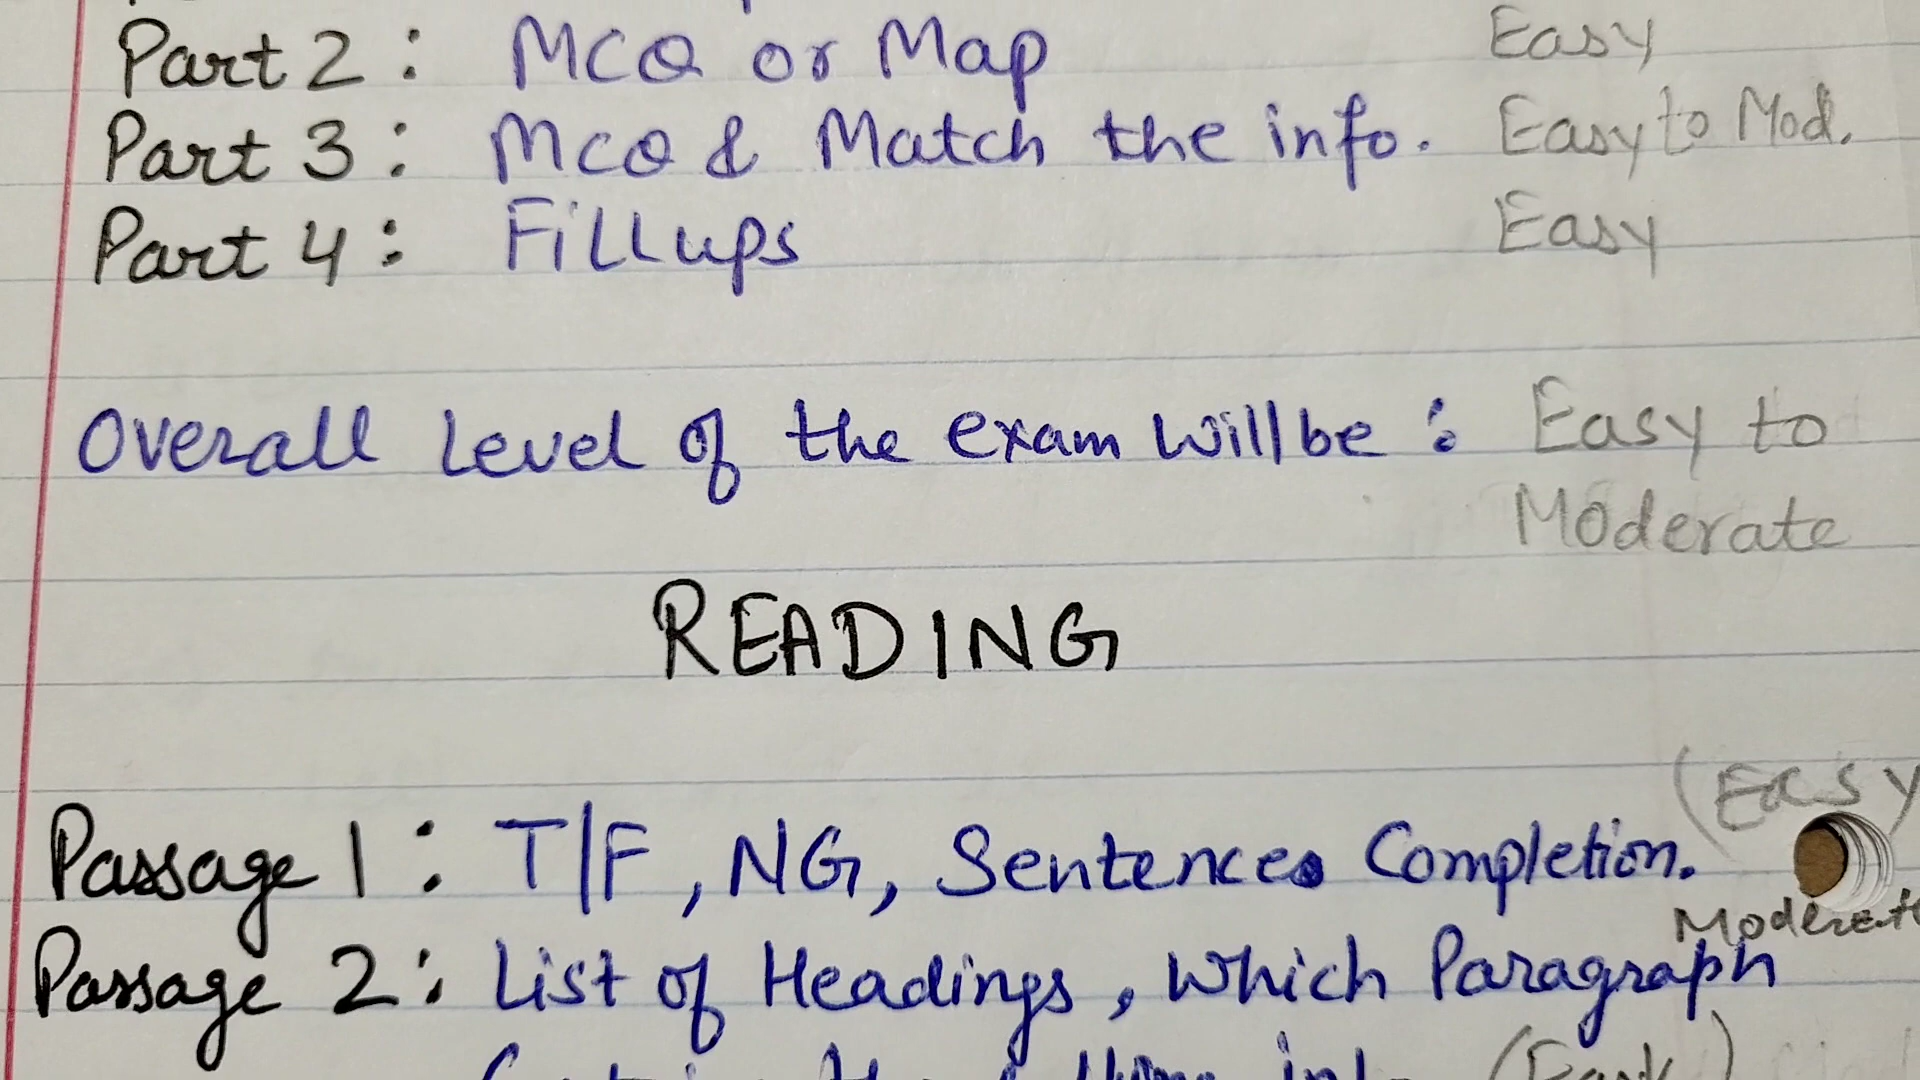 Part 2 : MCQ or Map Easy
Part 3 : MCQ & Match the info. Easy to Mod.
Part 4 : Fillups Easy
Overall Level of the exam will be : Easy to
Moderate
READING
(Easy
Passage 1 : T/F, NG, Sentences Completion.
Moderate
Passage 2 : List of Headings, Which Paragraph